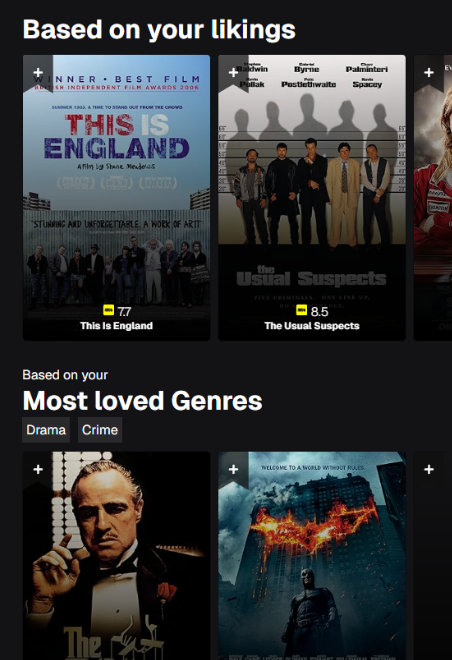 Based on your likings
WINNER • BEST FILM
BRITISH INDEPENDENT FILM AWARDS 2006
SUMMER 1983. A TIME TO STAND OUT FROM THE CROWD
THIS IS
ENGLAND
A film by Shane Meadows
"STUNNING AND UNFORGETTABLE. A WORK OF ART"
7.7
This Is England
Stephen Baldwin
Gabriel Byrne
Chazz Palminteri
Kevin Pollak
Pete Postlethwaite
Kevin Spacey
the
Usual Suspects
FIVE CRIMINALS . ONE LINE UP.
8.5
The Usual Suspects
Based on your
Most loved Genres
Drama
Crime
The
WELCOME TO A WORLD WITHOUT RULES.